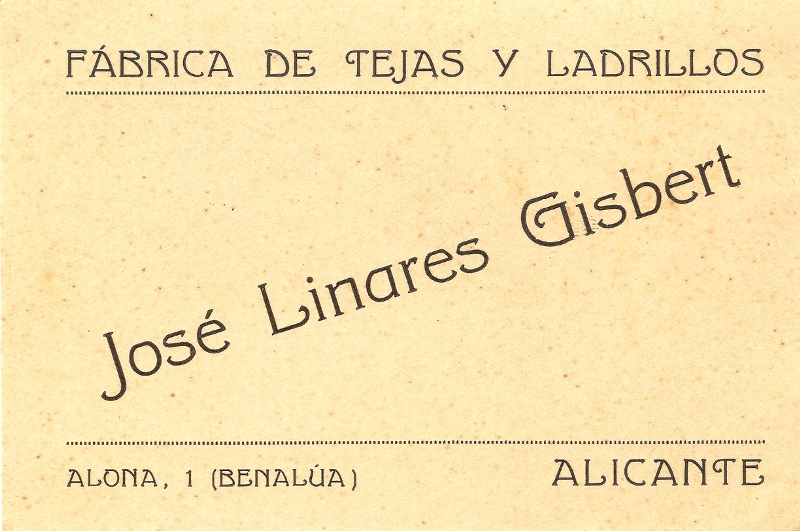 FÁBRICA DE TEJAS Y LADRILLOS
José Linares Gisbert
ALONA, 1 (BENALÚA)
ALICANTE